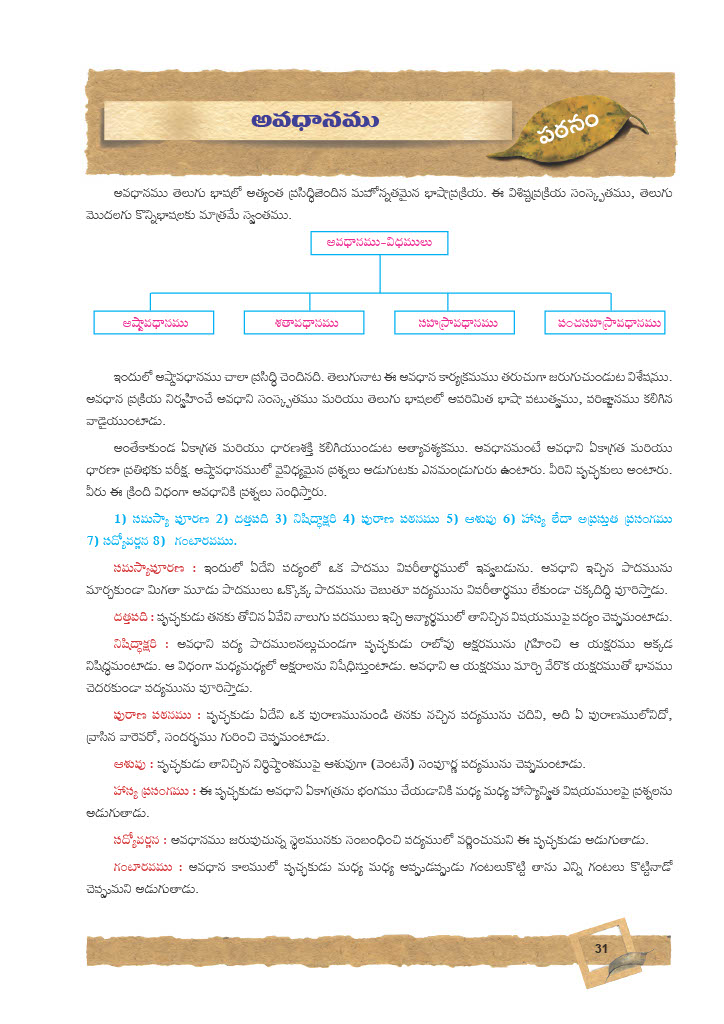 అవధానము
పఠనం
అవధానము తెలుగు భాషలో అత్యంత ప్రసిద్ధిజెందిన మహోన్నతమైన భాషాప్రక్రియ. ఈ విశిష్టప్రక్రియ సంస్కృతము, తెలుగు
మొదలగు కొన్నిభాషలకు మాత్రమే స్వంతము.
అవధానము-విధములు
అష్టావధానము
శతావధానము
సహస్రావధానము
పంచసహస్రావధానము
ఇందులో అష్టావధానము చాలా ప్రసిద్ధి చెందినది. తెలుగునాట ఈ అవధాన కార్యక్రమము తరుచుగా జరుగుచుండుట విశేషము.
అవధాన ప్రక్రియ నిర్వహించే అవధాని సంస్కృతము మరియు తెలుగు భాషలలో అపరిమిత భాషా పటుత్వము, పరిజ్ఞానము కలిగిన
వాడైయుంటాడు.
అంతేకాకుండ ఏకాగ్రత మరియు ధారణశక్తి కలిగియుండుట అత్యావశ్యకము. అవధానమంటే అవధాని ఏకాగ్రత మరియు
ధారణా ప్రతిభకు పరీక్ష. అష్టావధానములో వైవిధ్యమైన ప్రశ్నలు అడుగుటకు ఎనమండ్రుగురు ఉంటారు. వీరిని పృచ్ఛకులు అంటారు.
వీరు ఈ క్రింది విధంగా అవధానికి ప్రశ్నలు సంధిస్తారు.
1) సమస్యా పూరణ 2) దత్తపది 3) నిషిద్ధాక్షరి 4) పురాణ పఠనము 5) ఆశువు 6) హాస్య లేదా అప్రస్తుత ప్రసంగము
7) సద్యోవర్ణన 8) గంటారవము.
సమస్యాపూరణ : ఇందులో ఏదేని పద్యంలో ఒక పాదము విపరీతార్థములో ఇవ్వబడును. అవధాని ఇచ్చిన పాదమును
మార్చకుండా మిగతా మూడు పాదములు ఒక్కొక్క పాదమును చెబుతూ పద్యమును విపరీతార్థము లేకుండా చక్కదిద్ది పూరిస్తాడు.
దత్తపది : పృచ్ఛకుడు తనకు తోచిన ఏవేని నాలుగు పదములు ఇచ్చి అన్యార్థములో తానిచ్చిన విషయముపై పద్యం చెప్పమంటాడు.
నిషిద్ధాక్షరి : అవధాని పద్య పాదములనల్లుచుండగా పృచ్ఛకుడు రాబోవు అక్షరమును గ్రహించి ఆ యక్షరము అక్కడ
నిషిద్ధమంటాడు. ఆ విధంగా మధ్యమధ్యలో అక్షరాలను నిషేధిస్తుంటాడు. అవధాని ఆ యక్షరము మార్చి వేరొక యక్షరముతో భావము
చెదరకుండా పద్యమును పూరిస్తాడు.
పురాణ పఠనము : పృచ్ఛకుడు ఏదేని ఒక పురాణమునుండి తనకు నచ్చిన పద్యమును చదివి, అది ఏ పురాణములోనిదో,
వ్రాసిన వారెవరో, సందర్భము గురించి చెప్పమంటాడు.
ఆశువు : పృచ్ఛకుడు తానిచ్చిన నిర్ధిష్టాంశముపై ఆశువుగా (వెంటనే) సంపూర్ణ పద్యమును చెప్పమంటాడు.
హాస్య ప్రసంగము : ఈ పృచ్ఛకుడు అవధాని ఏకాగ్రతను భంగము చేయడానికి మధ్య మధ్య హాస్యాన్విత విషయములపై ప్రశ్నలను
అడుగుతాడు.
సద్యోవర్ణన : అవధానము జరుపుచున్న స్థలమునకు సంబంధించి పద్యములో వర్ణించుమని ఈ పృచ్ఛకుడు అడుగుతాడు.
గంటారవము : అవధాన కాలములో పృచ్ఛకుడు మధ్య మధ్య అప్పుడప్పుడు గంటలుకొట్టి తాను ఎన్ని గంటలు కొట్టినాడో
చెప్పుమని అడుగుతాడు.
31